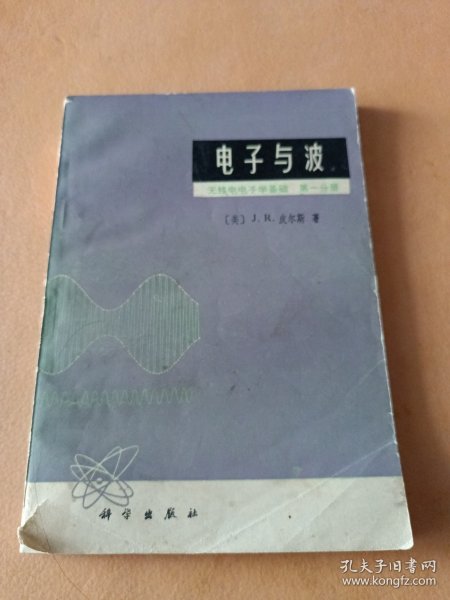 电子与波
无线电电子学基础 第一分册
〔美〕 J. R. 皮尔斯 著
科学出版社
孔夫子旧书网
www.kongfz.com